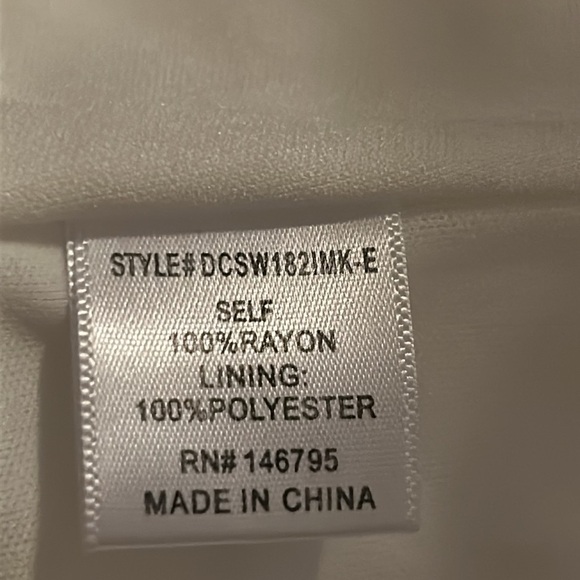 STYLE# DCSW182IMK-E
SELF
100%RAYON
LINING:
100%POLYESTER
RN# 146795
MADE IN CHINA